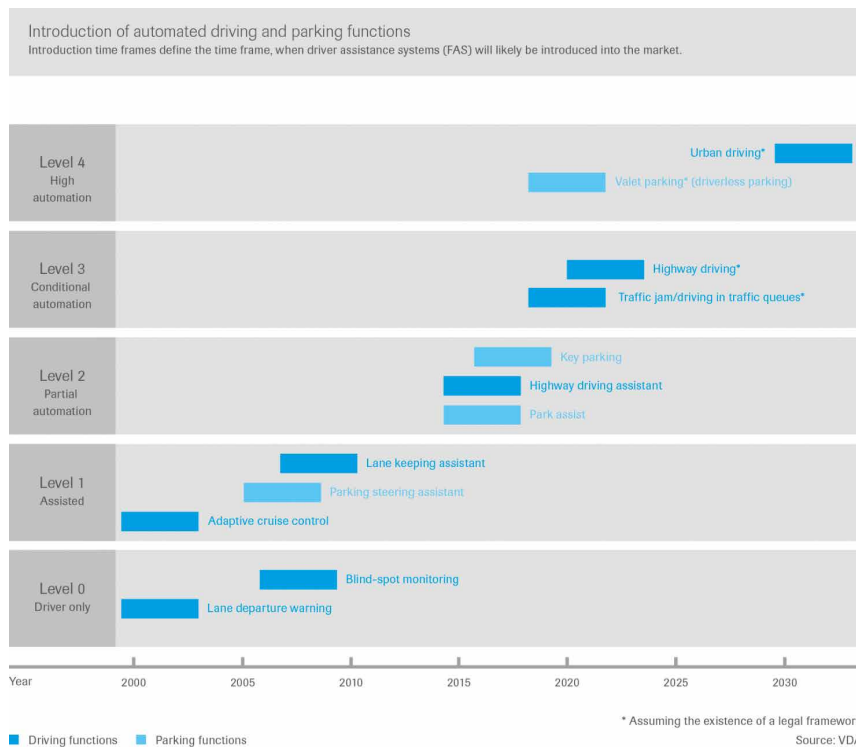 Introduction of automated driving and parking functions
Introduction time frames define the time frame, when driver assistance systems (FAS) will likely be introduced into the market.
Level 4
High
automation
Urban driving*
Valet parking* (driverless parking)
Level 3
Conditional
automation
Highway driving*
Traffic jam/driving in traffic queues*
Level 2
Partial
automation
Key parking
Highway driving assistant
Park assist
Level 1
Assisted
Lane keeping assistant
Parking steering assistant
Adaptive cruise control
Level 0
Driver only
Blind-spot monitoring
Lane departure warning
Year 2000 2005 2010 2015 2020 2025 2030
* Assuming the existence of a legal framewor
Driving functions Parking functions Source: VD